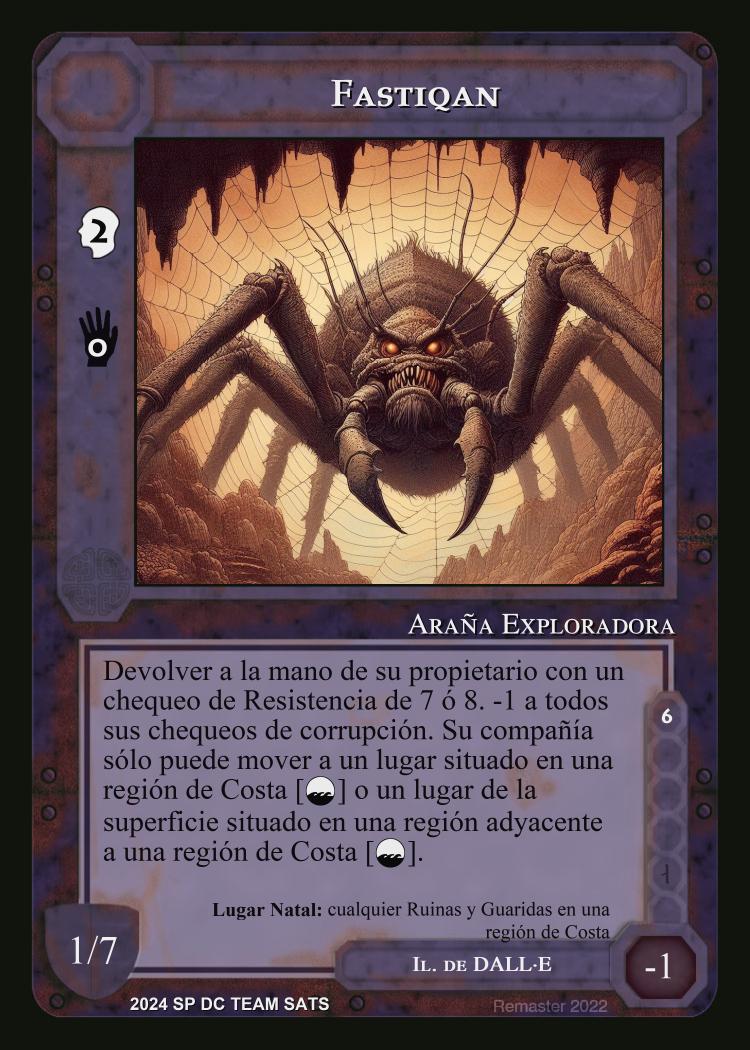 Fastiqan
2
0
Araña Exploradora
Devolver a la mano de su propietario con un
chequeo de Resistencia de 7 ó 8. -1 a todos
sus chequeos de corrupción. Su compañía
sólo puede mover a un lugar situado en una
región de Costa [ ] o un lugar de la
superficie situado en una región adyacente
a una región de Costa [ ].
6
Lugar Natal: cualquier Ruinas y Guaridas en una
región de Costa
1/7
Il. de DALL·E
-1
2024 SP DC TEAM SATS
Remaster 2022